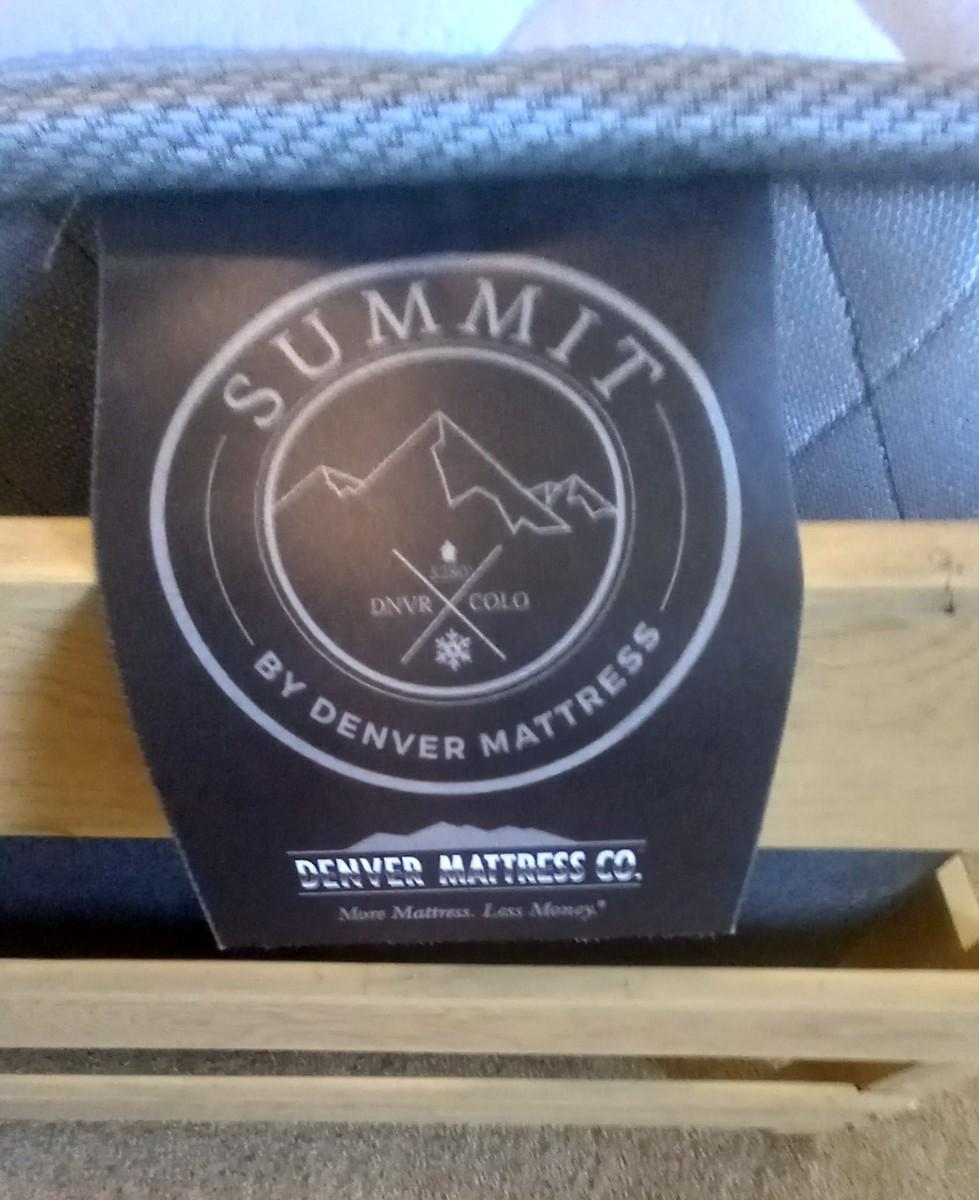 SUMMIT
DNVR COLO
BY DENVER MATTRESS
DENVER MATTRESS CO.
More Mattress. Less Money.®